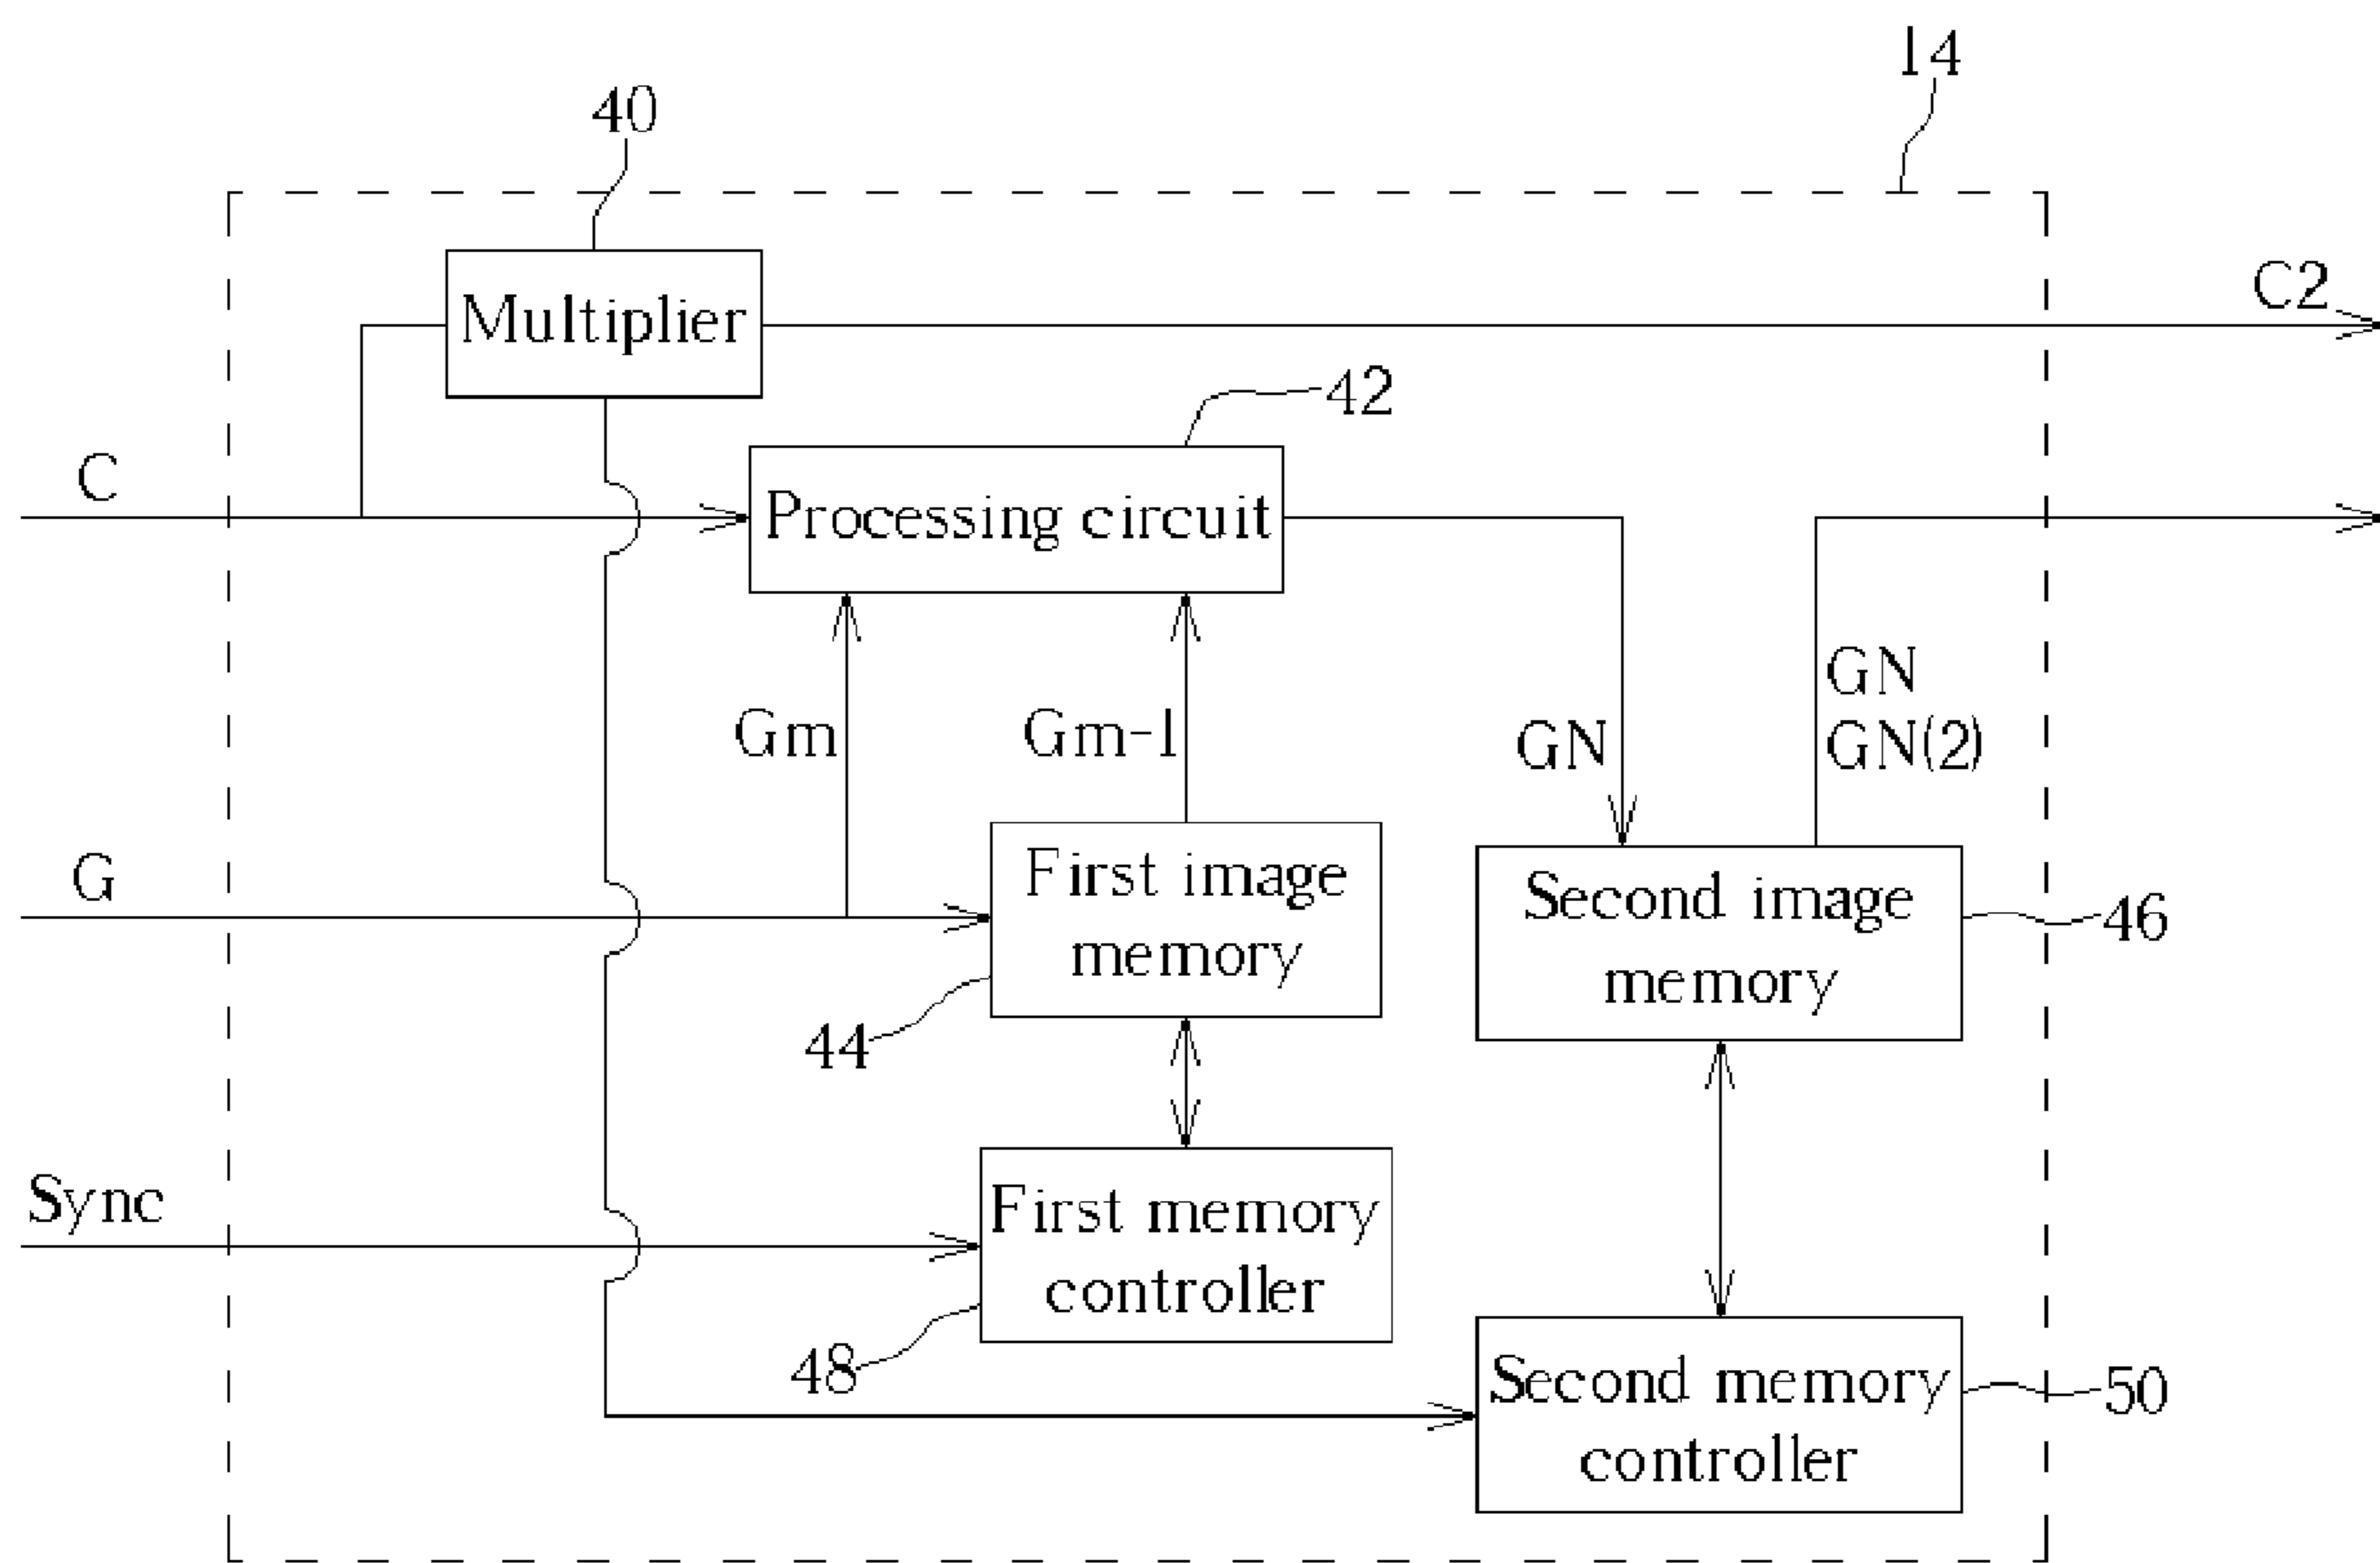 14
40
Multiplier
C2
42
C
Processing circuit
Gm
Gm-1
GN
GN
GN(2)
G
First image
memory
Second image
memory
46
44
Sync
First memory
controller
48
Second memory
controller
50